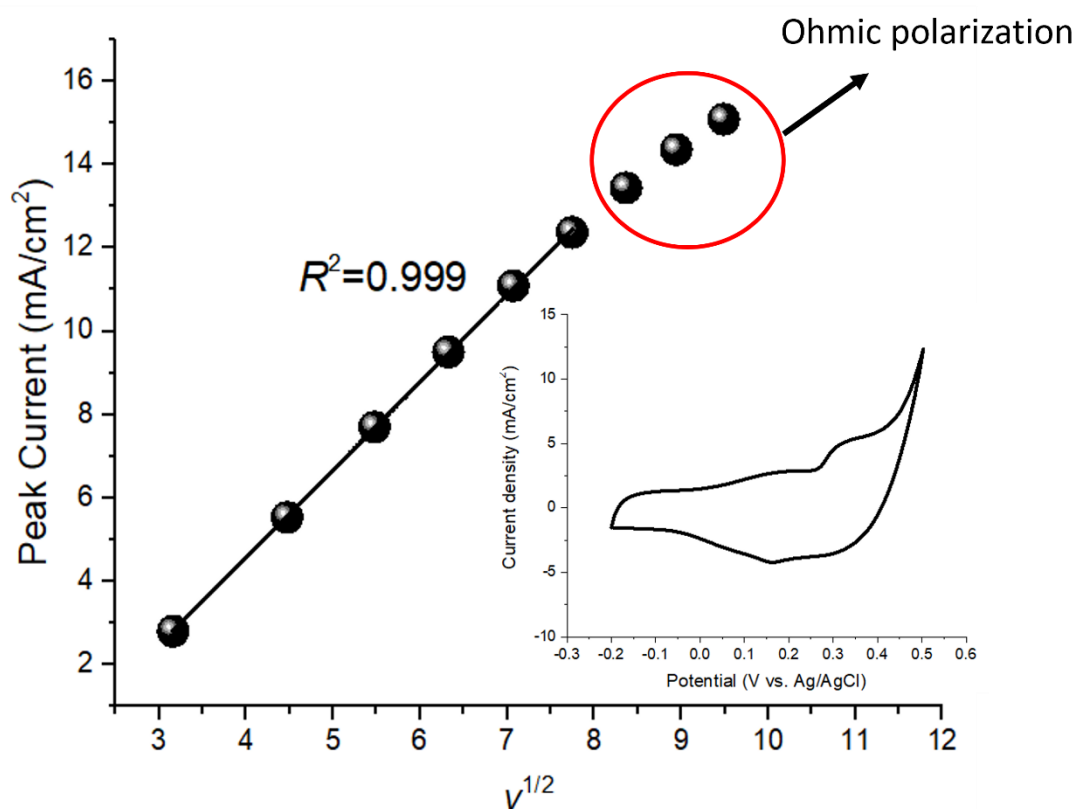 Ohmic polarization
Peak Current (mA/cm²)
16
14
12
10
8
6
4
2
R²=0.999
3 4 5 6 7 8 9 10 11 12
ν^1/2
Current density (mA/cm²)
15
10
5
0
-5
-10
-0.3 -0.2 -0.1 0.0 0.1 0.2 0.3 0.4 0.5 0.6
Potential (V vs. Ag/AgCl)